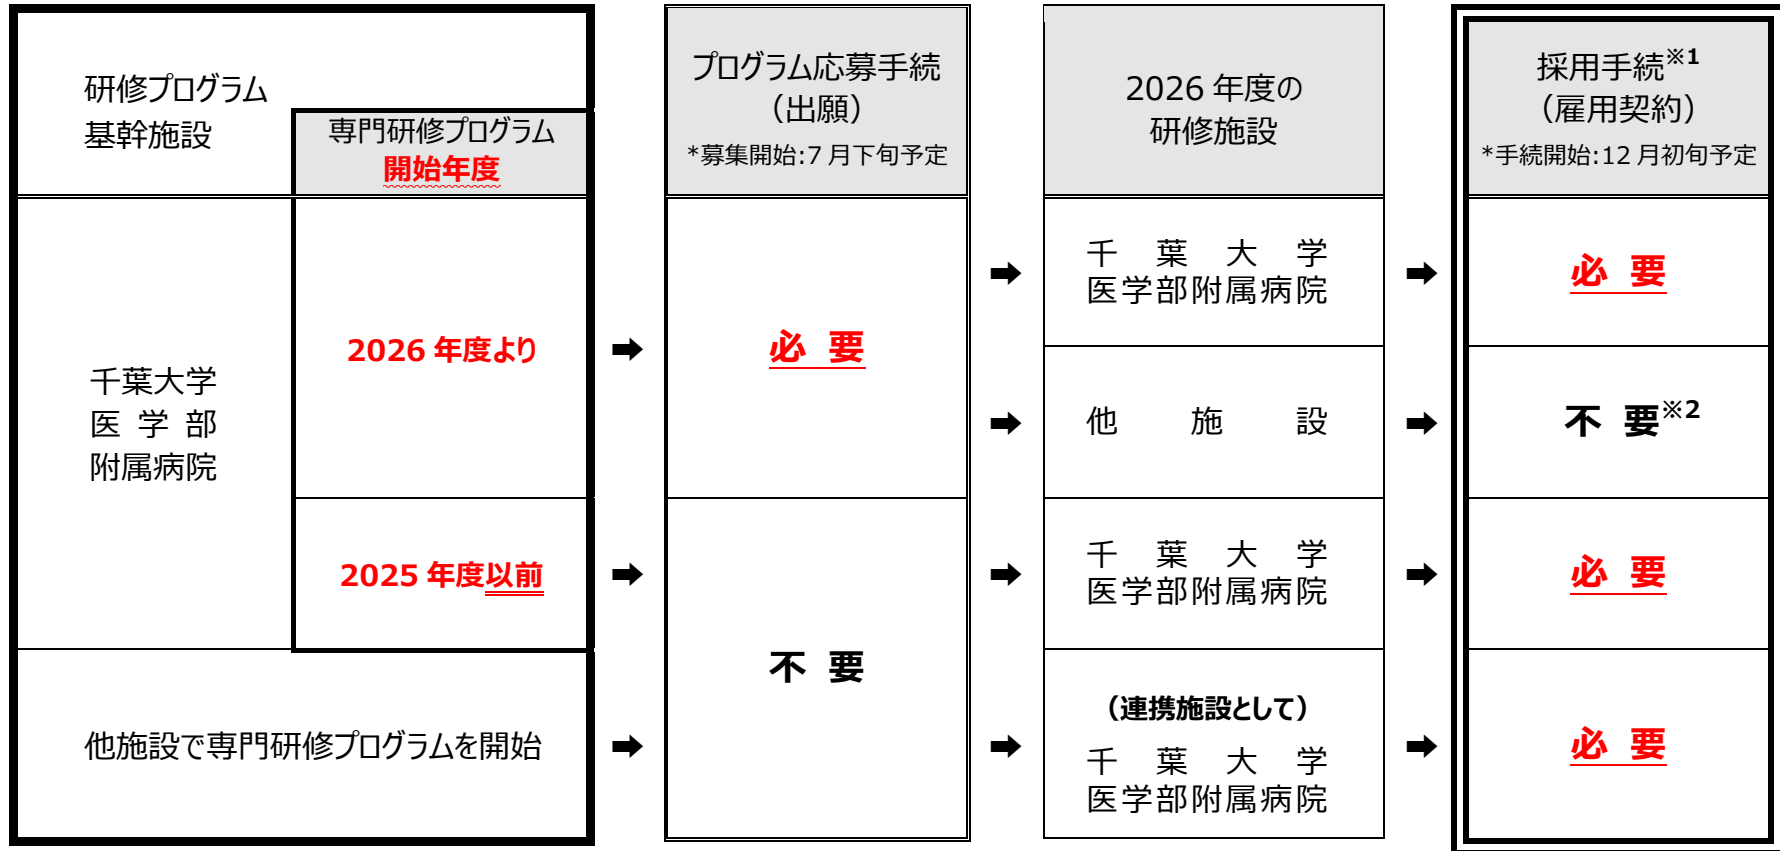 研修プログラム
基幹施設
専門研修プログラム
開始年度
プログラム応募手続
（出願）
*募集開始:7月下旬予定
2026年度の
研修施設
採用手続※1
（雇用契約）
*手続開始:12月初旬予定
千葉大学
医学部
附属病院
2026年度より
➡
必要
➡
千葉大学
医学部附属病院
➡
必要
➡
他施設
➡
不要※2
2025年度以前
➡
不要
➡
千葉大学
医学部附属病院
➡
必要
他施設で専門研修プログラムを開始
➡
➡
（連携施設として）
千葉大学
医学部附属病院
➡
必要